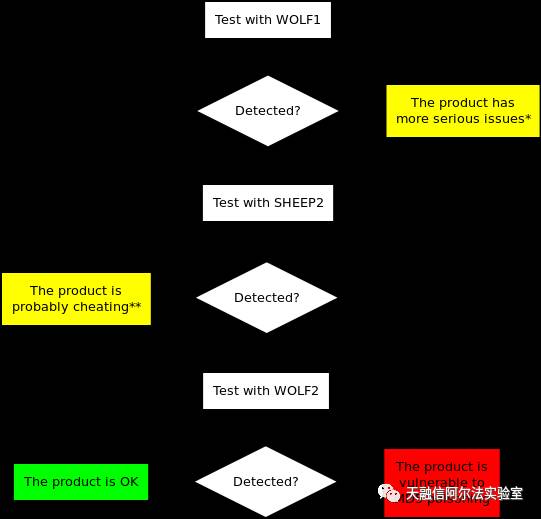 Test with WOLF1
Detected?
The product has
more serious issues*
Test with SHEEP2
The product is
probably cheating**
Detected?
Test with WOLF2
The product is OK
Detected?
The product is
vulnerable to
poisoning
天融信阿尔法实验室